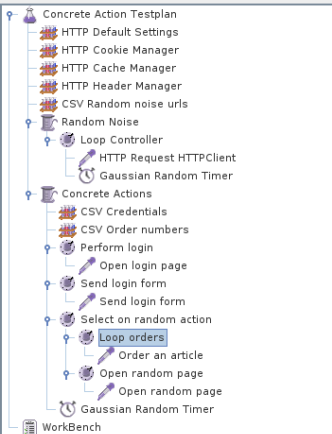 Concrete Action Testplan
HTTP Default Settings
HTTP Cookie Manager
HTTP Cache Manager
HTTP Header Manager
CSV Random noise urls
Random Noise
Loop Controller
HTTP Request HTTPClient
Gaussian Random Timer
Concrete Actions
CSV Credentials
CSV Order numbers
Perform login
Open login page
Send login form
Send login form
Select on random action
Loop orders
Order an article
Open random page
Open random page
Gaussian Random Timer
WorkBench